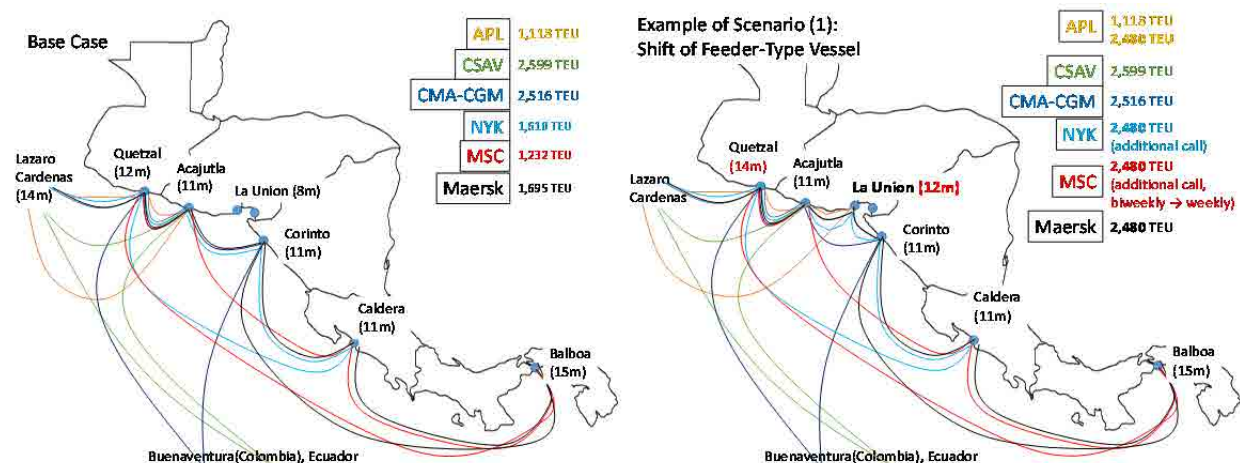 Base Case
APL 1,118 TEU
CSAV 2,599 TEU
CMA-CGM 2,516 TEU
NYK 1,618 TEU
MSC 1,232 TEU
Maersk 1,695 TEU
Lazaro
Cardenas
(14m)
Quetzal
(12m)
Acajutla
(11m)
La Union (8m)
Corinto
(11m)
Caldera
(11m)
Balboa
(15m)
Buenaventura(Colombia), Ecuador
Example of Scenario (1):
Shift of Feeder-Type Vessel
APL 1,118 TEU
2,480 TEU
CSAV 2,599 TEU
CMA-CGM 2,516 TEU
NYK 2,480 TEU
(additional call)
MSC 2,480 TEU
(additional call,
biweekly → weekly)
Maersk 2,480 TEU
Lazaro
Cardenas
Quetzal
(14m)
Acajutla
(11m)
La Union (12m)
Corinto
(11m)
Caldera
(11m)
Balboa
(15m)
Buenaventura(Colombia), Ecuador